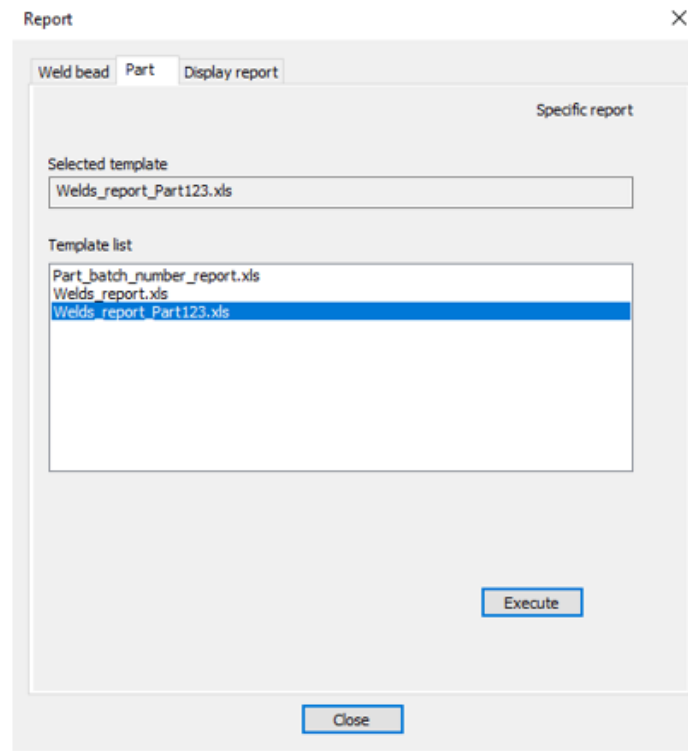 Report
Weld bead Part Display report
Specific report
Selected template
Welds_report_Part123.xls
Template list
Part_batch_number_report.xls
Welds_report.xls
Welds_report_Part123.xls
Execute
Close